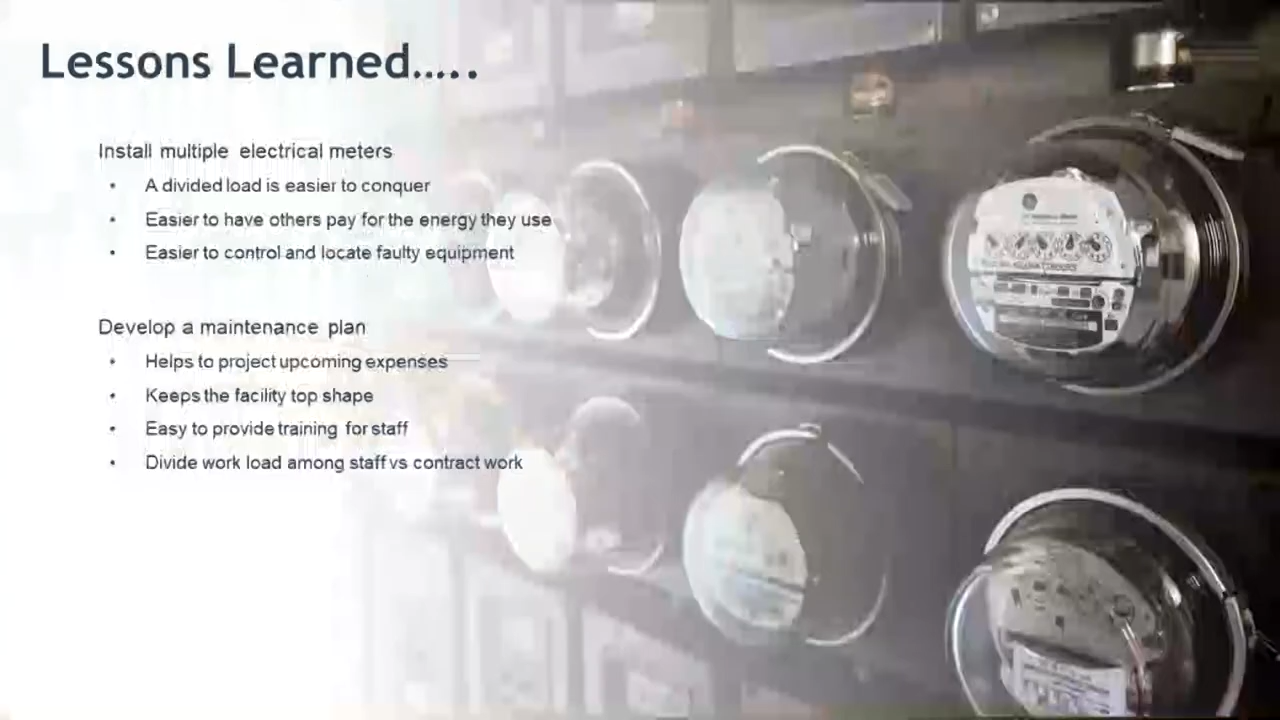 Lessons Learned.....
Install multiple electrical meters
• A divided load is easier to conquer
• Easier to have others pay for the energy they use
• Easier to control and locate faulty equipment
Develop a maintenance plan
• Helps to project upcoming expenses
• Keeps the facility top shape
• Easy to provide training for staff
• Divide work load among staff vs contract work